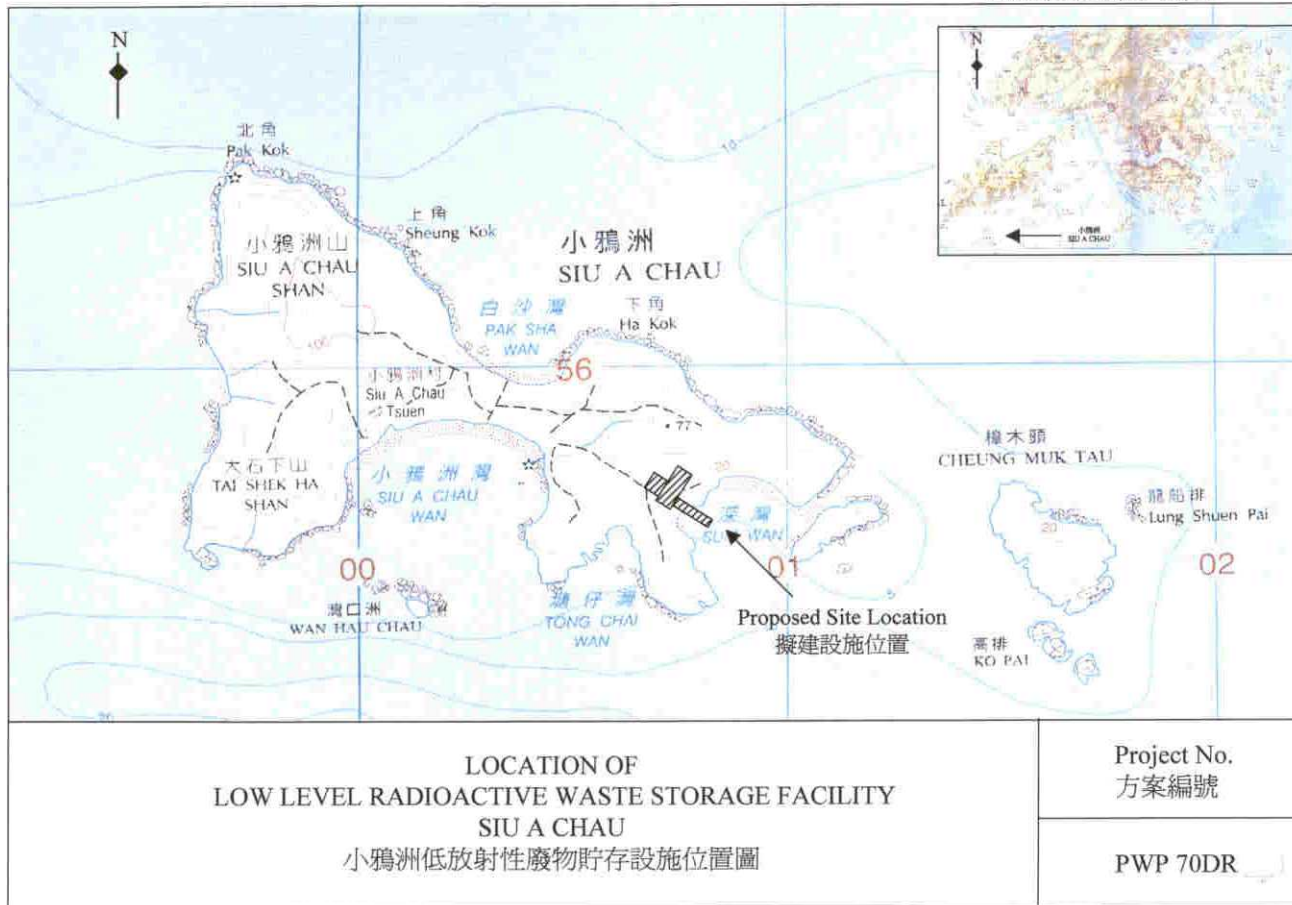 N
N
小鴉洲
SIU A CHAU
北角
Pak Kok
上角
Sheung Kok
10
小鴉洲山
SIU A CHAU
SHAN
小鴉洲
SIU A CHAU
白沙灣
PAK SHA
WAN
下角
Ha Kok
100
56
小鴉洲村
Siu A Chau
Tsuen
77
大石下山
TAI SHEK HA
SHAN
小鴉洲灣
SIU A CHAU
WAN
20
深灣
WAN
樟木頭
CHEUNG MUK TAU
20
龍船排
Lung Shuen Pai
00
01
02
5
灣口洲
WAN HAU CHAU
塘仔灣
TONG CHAI
WAN
Proposed Site Location
擬建設施位置
高排
KO PAI
20
LOCATION OF
LOW LEVEL RADIOACTIVE WASTE STORAGE FACILITY
SIU A CHAU
小鴉洲低放射性廢物貯存設施位置圖
Project No.
方案編號
PWP 70DR